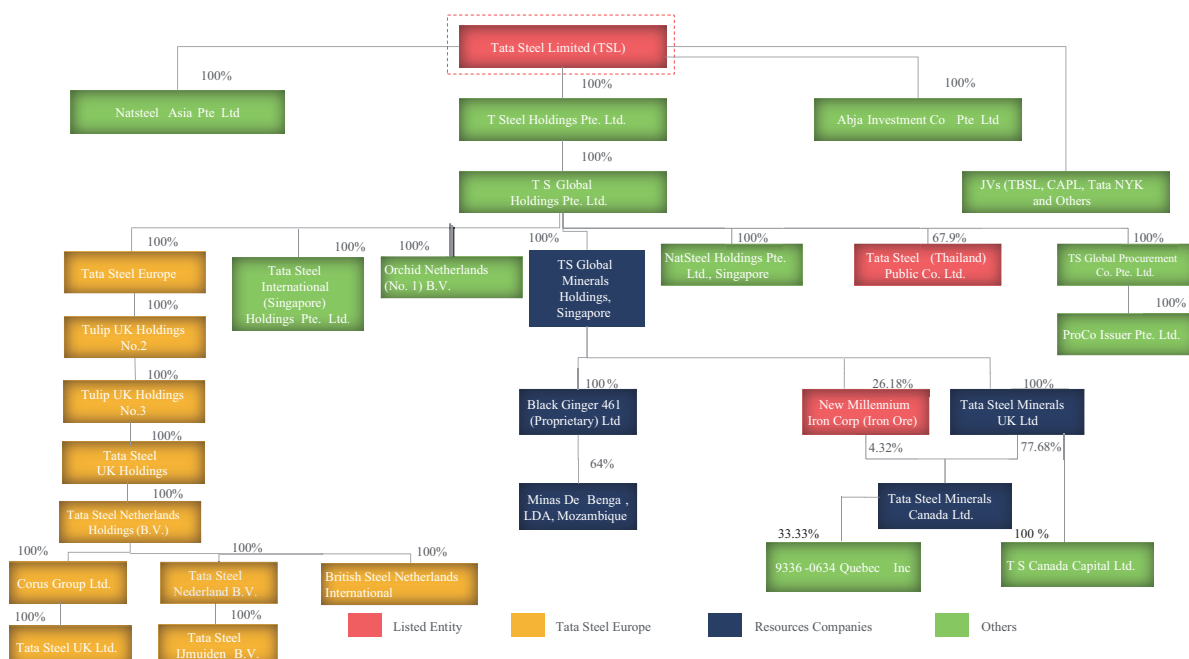 Tata Steel Limited (TSL)
100%
100%
100%
Natsteel Asia Pte Ltd
T Steel Holdings Pte. Ltd.
Abja Investment Co Pte Ltd
100%
T S Global
Holdings Pte. Ltd.
JVs (TBSL, CAPL, Tata NYK
and Others
100%
100%
100%
100%
100%
67.9%
100%
Tata Steel Europe
Tata Steel
International
(Singapore)
Holdings Pte. Ltd.
Orchid Netherlands
(No. 1) B.V.
TS Global
Minerals
Holdings,
Singapore
NatSteel Holdings Pte.
Ltd., Singapore
Tata Steel (Thailand)
Public Co. Ltd.
TS Global Procurement
Co. Pte. Ltd.
100%
100%
Tulip UK Holdings
No.2
ProCo Issuer Pte. Ltd.
100%
100%
26.18%
100%
Tulip UK Holdings
No.3
Black Ginger 461
(Proprietary) Ltd
New Millennium
Iron Corp (Iron Ore)
Tata Steel Minerals
UK Ltd
100%
4.32%
77.68%
Tata Steel
UK Holdings
64%
100%
Minas De Benga ,
LDA, Mozambique
Tata Steel Minerals
Canada Ltd.
Tata Steel Netherlands
Holdings (B.V.)
33.33%
100 %
100%
100%
100%
9336 -0634 Quebec Inc
T S Canada Capital Ltd.
Corus Group Ltd.
Tata Steel
Nederland B.V.
British Steel Netherlands
International
100%
100%
Tata Steel UK Ltd.
Tata Steel
IJmuiden B.V.
Listed Entity
Tata Steel Europe
Resources Companies
Others